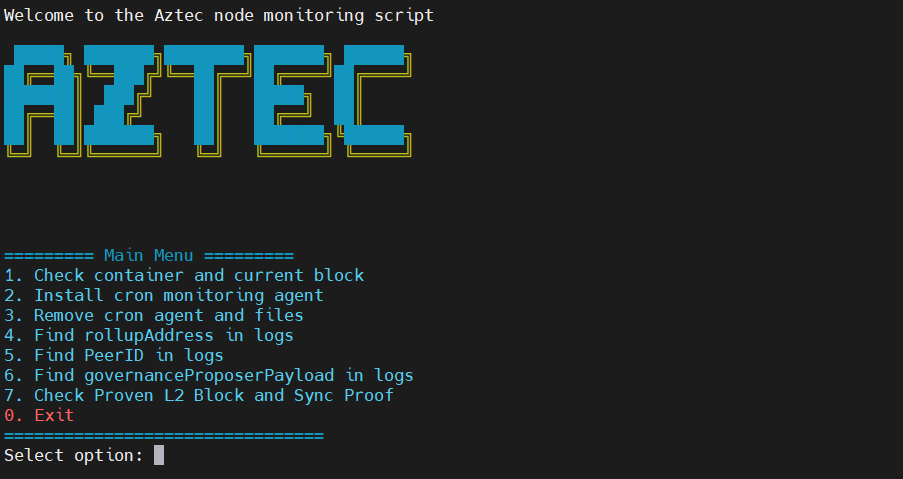 Welcome to the Aztec node monitoring script
AZTEC
========= Main Menu =========
1. Check container and current block
2. Install cron monitoring agent
3. Remove cron agent and files
4. Find rollupAddress in logs
5. Find PeerID in logs
6. Find governanceProposerPayload in logs
7. Check Proven L2 Block and Sync Proof
0. Exit
================================
Select option: